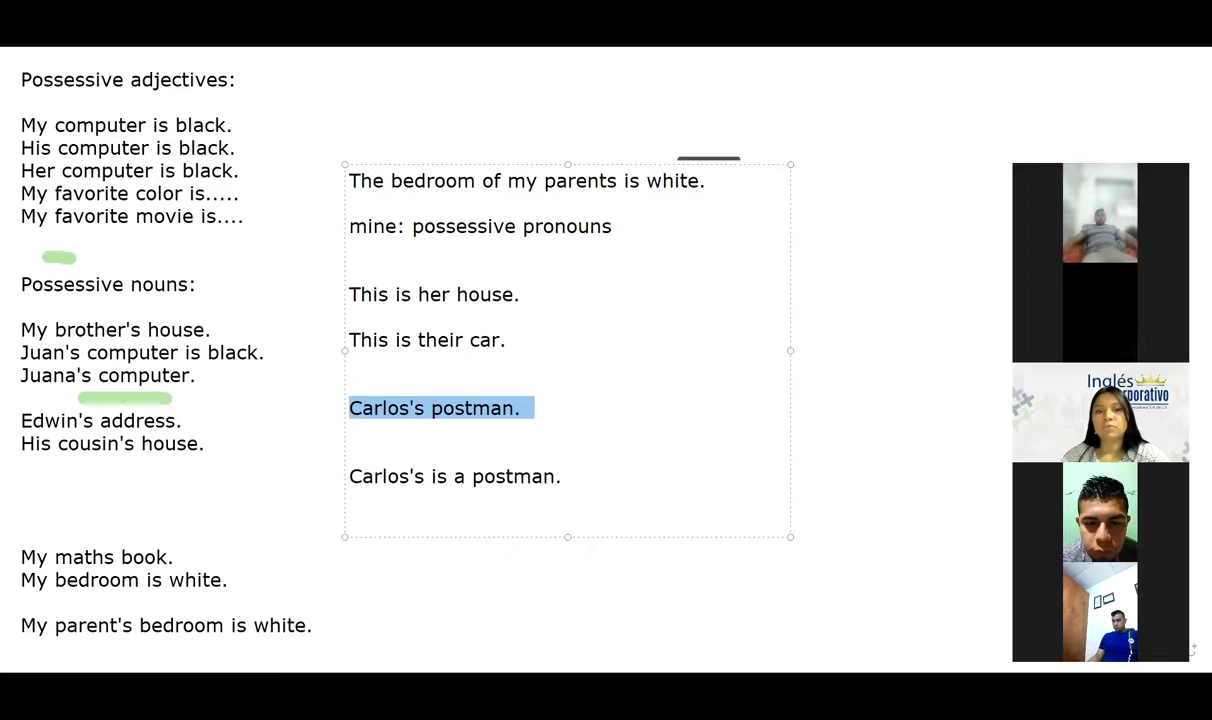 Possessive adjectives:
My computer is black.
His computer is black.
Her computer is black.
My favorite color is.....
My favorite movie is....
Possessive nouns:
My brother's house.
Juan's computer is black.
Juana's computer.
Edwin's address.
His cousin's house.
My maths book.
My bedroom is white.
My parent's bedroom is white.
The bedroom of my parents is white.
mine: possessive pronouns
This is her house.
This is their car.
Carlos's postman.
Carlos's is a postman.
Inglés